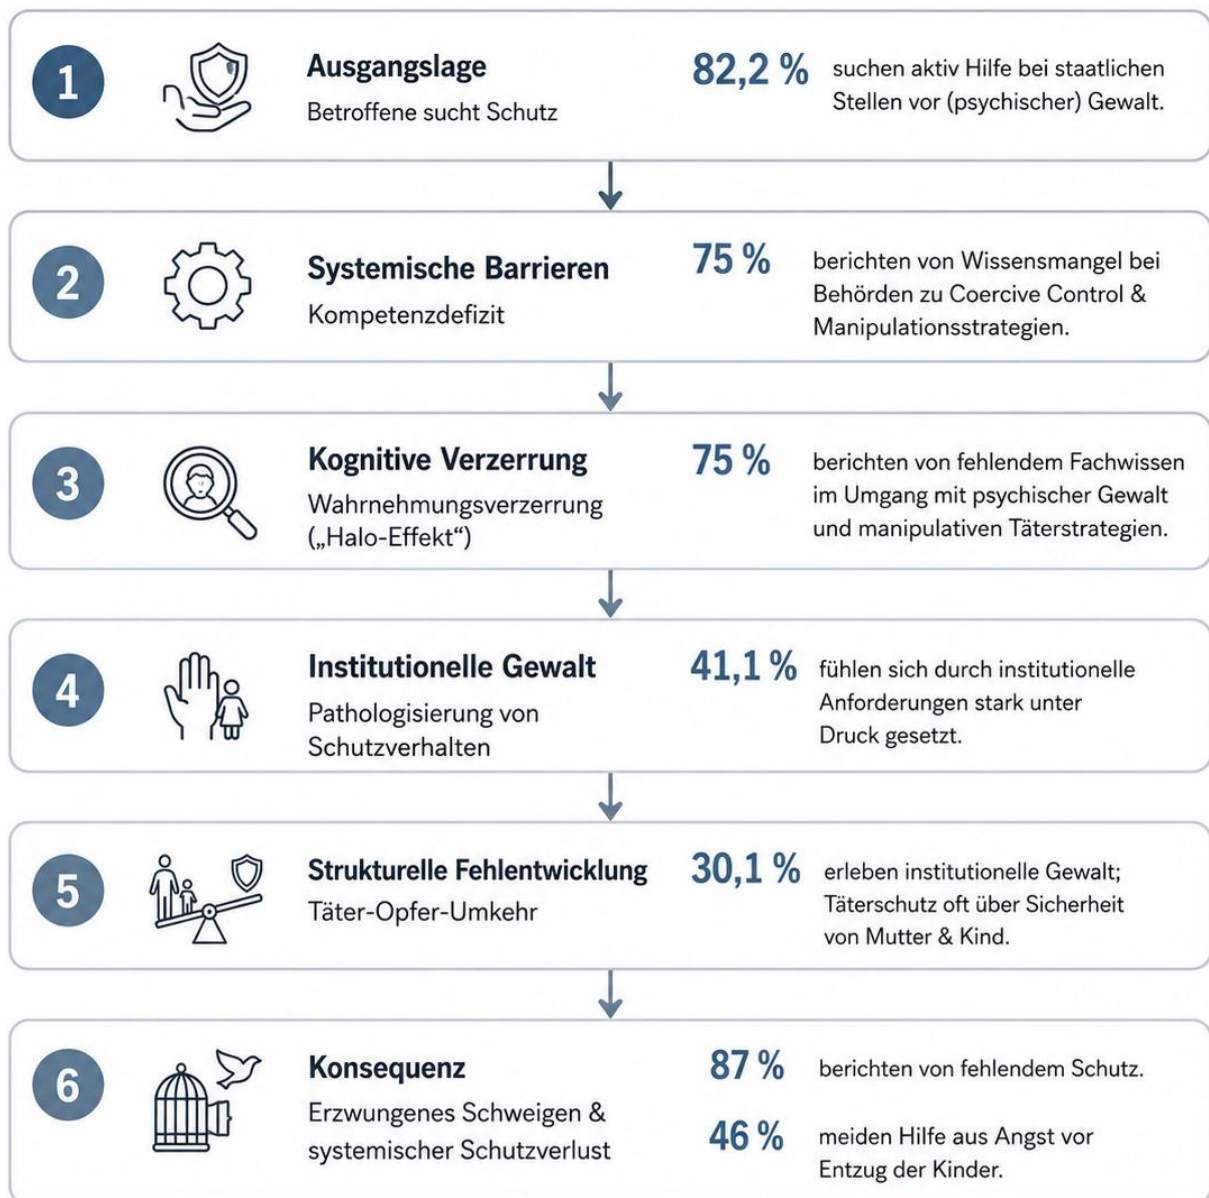 1
Ausgangslage
Betroffene sucht Schutz
82,2 %
suchen aktiv Hilfe bei staatlichen
Stellen vor (psychischer) Gewalt.
2
Systemische Barrieren
Kompetenzdefizit
75 %
berichten von Wissensmangel bei
Behörden zu Coercive Control &
Manipulationsstrategien.
3
Kognitive Verzerrung
Wahrnehmungsverzerrung
(„Halo-Effekt“)
75 %
berichten von fehlendem Fachwissen
im Umgang mit psychischer Gewalt
und manipulativen Täterstrategien.
4
Institutionelle Gewalt
Pathologisierung von
Schutzverhalten
41,1 %
fühlen sich durch institutionelle
Anforderungen stark unter
Druck gesetzt.
5
Strukturelle Fehlentwicklung
Täter-Opfer-Umkehr
30,1 %
erleben institutionelle Gewalt;
Täterschutz oft über Sicherheit
von Mutter & Kind.
6
Konsequenz
Erzwungenes Schweigen &
systemischer Schutzverlust
87 %
berichten von fehlendem Schutz.
46 %
meiden Hilfe aus Angst vor
Entzug der Kinder.